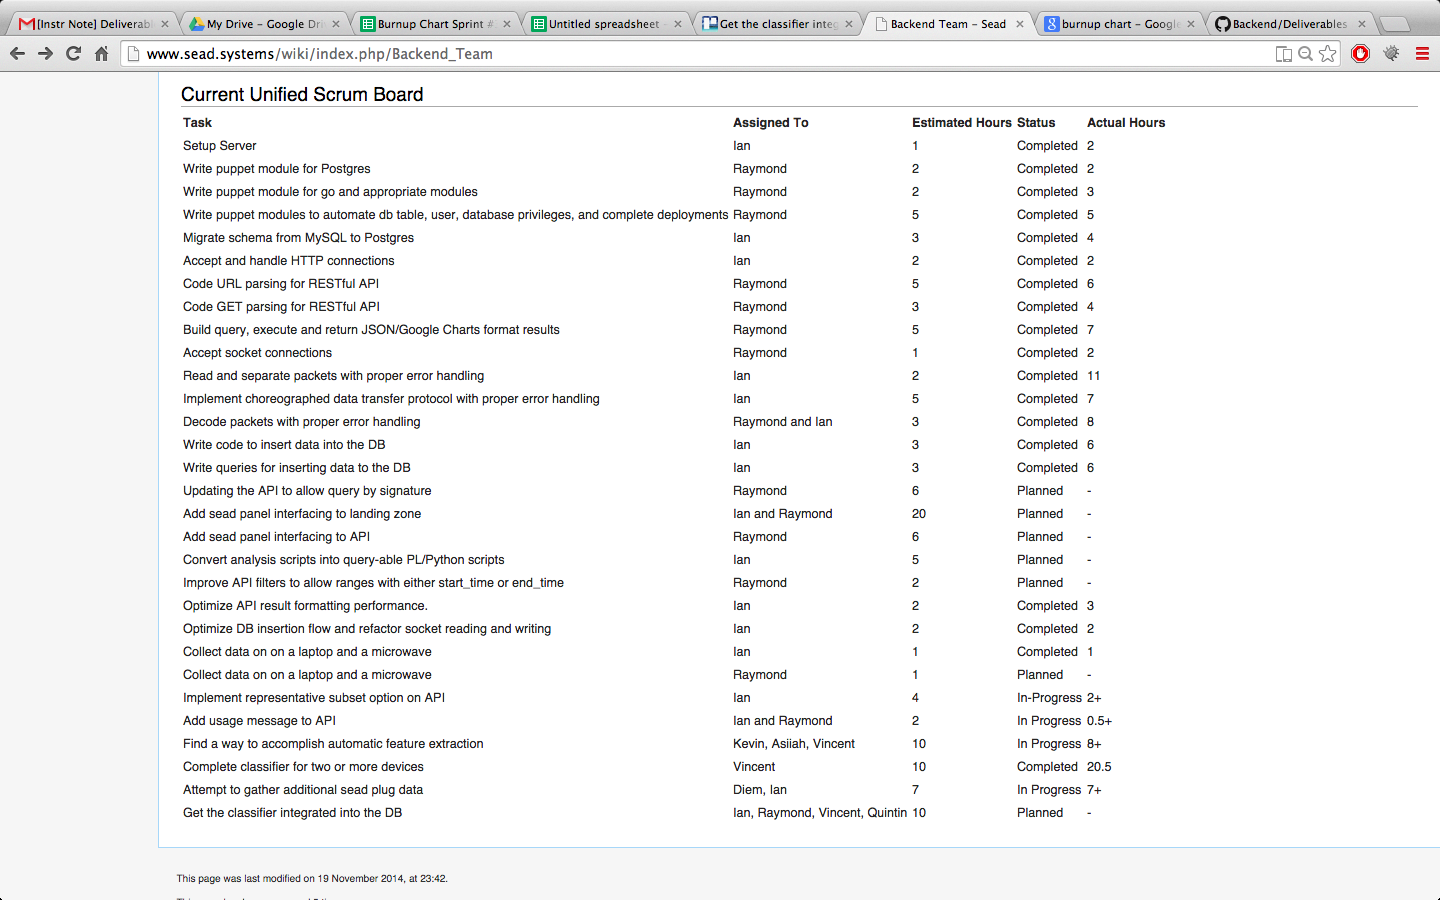 [Instr Note] Deliverab
My Drive – Google Dri
Burnup Chart Sprint #
Untitled spreadsheet –
Get the classifier integ
Backend Team – Sead
burnup chart – Google
Backend/Deliverables
www.sead.systems/wiki/index.php/Backend_Team
Current Unified Scrum Board
Task Assigned To Estimated Hours Status Actual Hours
Setup Server Ian 1 Completed 2
Write puppet module for Postgres Raymond 2 Completed 2
Write puppet module for go and appropriate modules Raymond 2 Completed 3
Write puppet modules to automate db table, user, database privileges, and complete deployments Raymond 5 Completed 5
Migrate schema from MySQL to Postgres Ian 3 Completed 4
Accept and handle HTTP connections Ian 2 Completed 2
Code URL parsing for RESTful API Raymond 5 Completed 6
Code GET parsing for RESTful API Raymond 3 Completed 4
Build query, execute and return JSON/Google Charts format results Raymond 5 Completed 7
Accept socket connections Raymond 1 Completed 2
Read and separate packets with proper error handling Ian 2 Completed 11
Implement choreographed data transfer protocol with proper error handling Ian 5 Completed 7
Decode packets with proper error handling Raymond and Ian 3 Completed 8
Write code to insert data into the DB Ian 3 Completed 6
Write queries for inserting data to the DB Ian 3 Completed 6
Updating the API to allow query by signature Raymond 6 Planned -
Add sead panel interfacing to landing zone Ian and Raymond 20 Planned -
Add sead panel interfacing to API Raymond 6 Planned -
Convert analysis scripts into query-able PL/Python scripts Ian 5 Planned -
Improve API filters to allow ranges with either start_time or end_time Raymond 2 Planned -
Optimize API result formatting performance. Ian 2 Completed 3
Optimize DB insertion flow and refactor socket reading and writing Ian 2 Completed 2
Collect data on on a laptop and a microwave Ian 1 Completed 1
Collect data on on a laptop and a microwave Raymond 1 Planned -
Implement representative subset option on API Ian 4 In-Progress 2+
Add usage message to API Ian and Raymond 2 In Progress 0.5+
Find a way to accomplish automatic feature extraction Kevin, Asiiah, Vincent 10 In Progress 8+
Complete classifier for two or more devices Vincent 10 Completed 20.5
Attempt to gather additional sead plug data Diem, Ian 7 In Progress 7+
Get the classifier integrated into the DB Ian, Raymond, Vincent, Quintin 10 Planned -
This page was last modified on 19 November 2014, at 23:42.